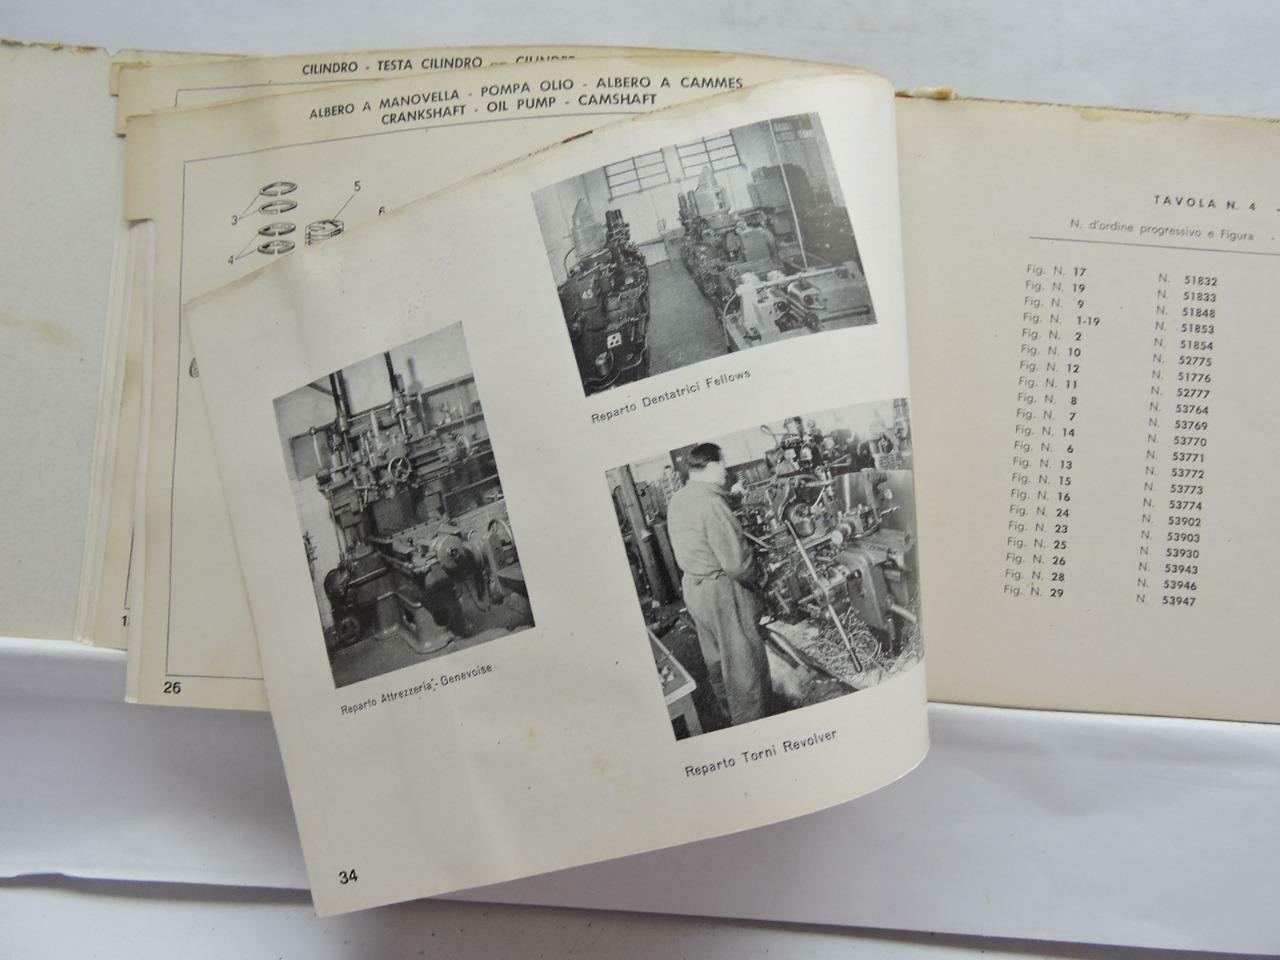 CILINDRO - TESTA CILINDRO
ALBERO A MANOVELLA - POMPA OLIO - ALBERO A CAMMES
CRANKSHAFT - OIL PUMP - CAMSHAFT
3
4
5
6
26
Reparto Dentatrici Fellows
Reparto Attrezzeria - Genevoise
Reparto Torni Revolver
34
TAVOLA N. 4 -
N. d'ordine progressivo e Figura -
Fig. N. 17 N. 51832
Fig. N. 19 N. 51833
Fig. N. 9 N. 51848
Fig. N. 1-19 N. 51853
Fig. N. 2 N. 51854
Fig. N. 10 N. 52775
Fig. N. 12 N. 51776
Fig. N. 11 N. 52777
Fig. N. 8 N. 53764
Fig. N. 7 N. 53769
Fig. N. 14 N. 53770
Fig. N. 6 N. 53771
Fig. N. 13 N. 53772
Fig. N. 15 N. 53773
Fig. N. 16 N. 53774
Fig. N. 24 N. 53902
Fig. N. 23 N. 53903
Fig. N. 25 N. 53930
Fig. N. 26 N. 53943
Fig. N. 28 N. 53946
Fig. N. 29 N. 53947